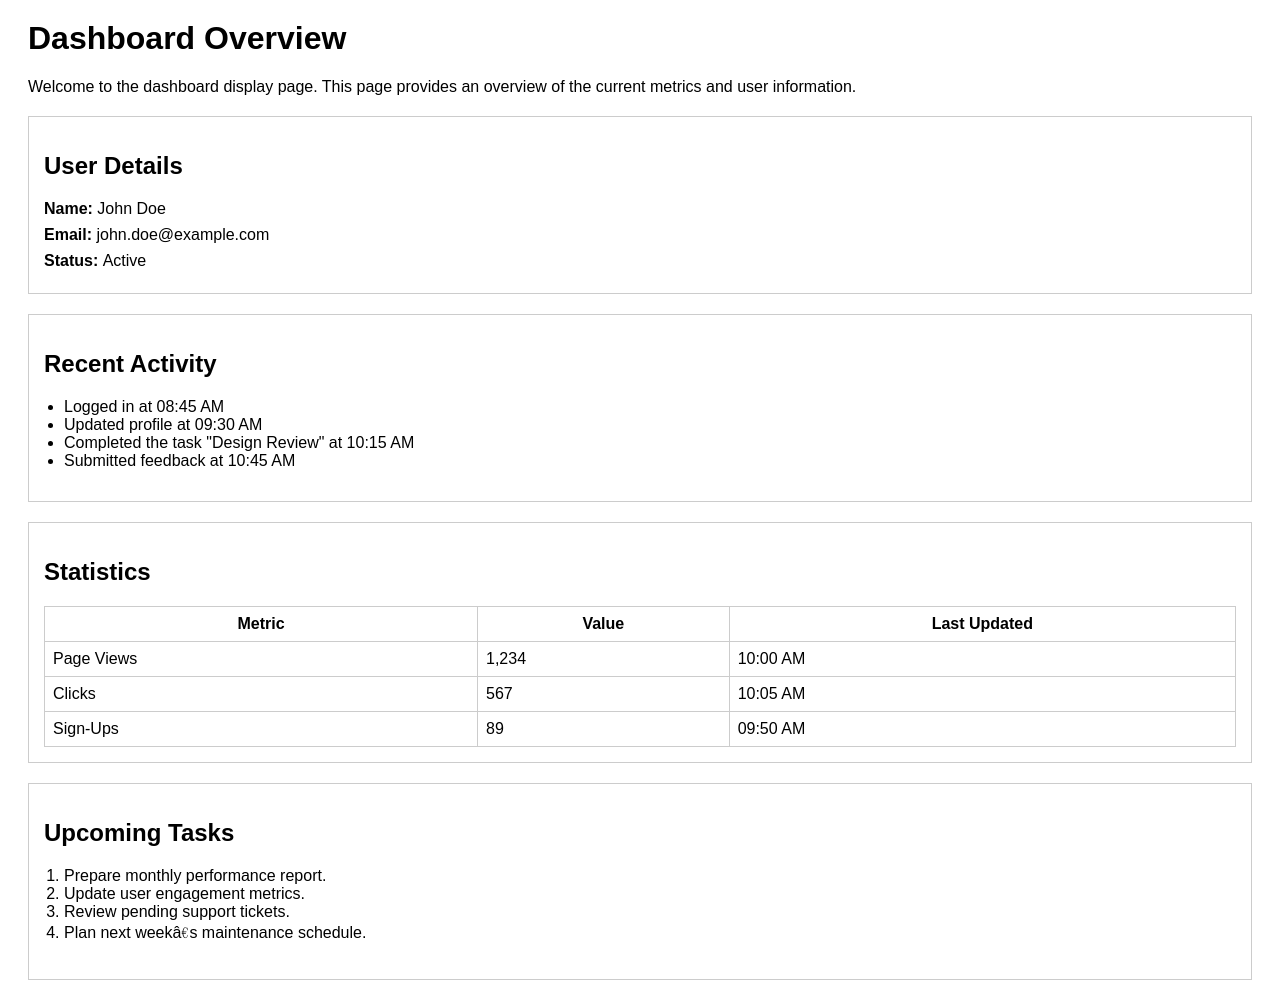 Dashboard Overview
Welcome to the dashboard display page. This page provides an overview of the current metrics and user information.
User Details
Name: John Doe
Email: john.doe@example.com
Status: Active
Recent Activity
• Logged in at 08:45 AM
• Updated profile at 09:30 AM
• Completed the task "Design Review" at 10:15 AM
• Submitted feedback at 10:45 AM
Statistics
Metric Value Last Updated
Page Views 1,234 10:00 AM
Clicks 567 10:05 AM
Sign-Ups 89 09:50 AM
Upcoming Tasks
1. Prepare monthly performance report.
2. Update user engagement metrics.
3. Review pending support tickets.
4. Plan next weekâ€s maintenance schedule.